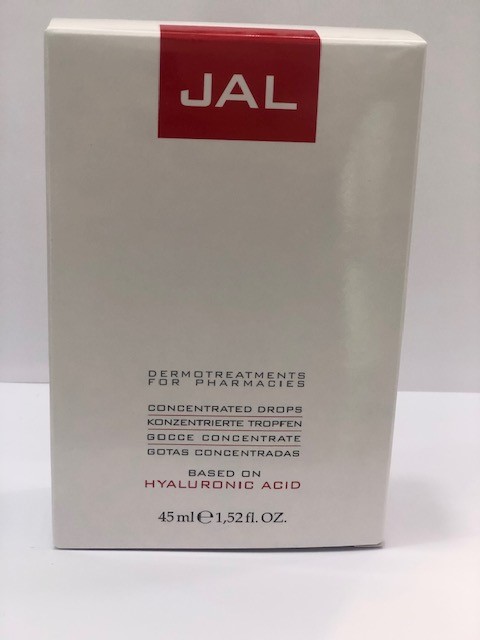 JAL
DERMOTREATMENTS
FOR PHARMACIES
CONCENTRATED DROPS
KONZENTRIERTE TROPFEN
GOCCE CONCENTRATE
GOTAS CONCENTRADAS
BASED ON
HYALURONIC ACID
45 ml ℮ 1,52 fl. OZ.